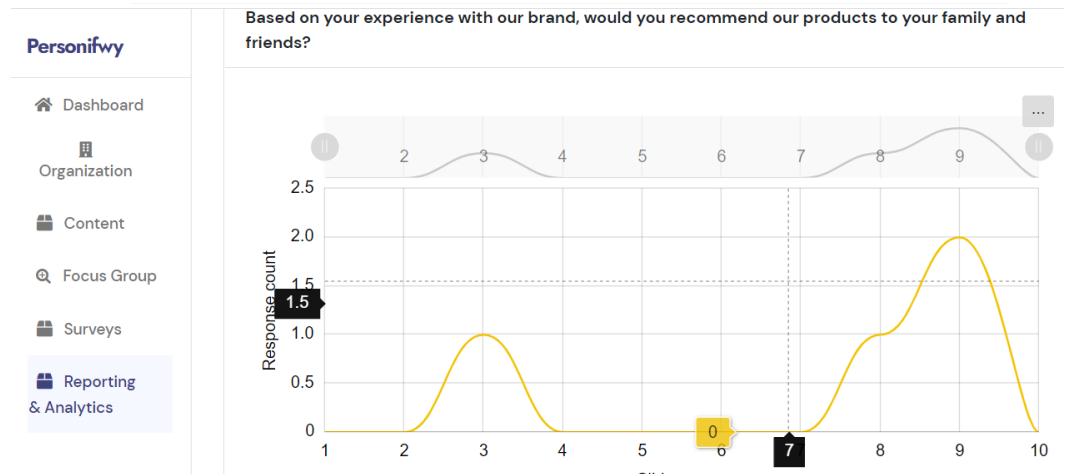 Based on your experience with our brand, would you recommend our products to your family and
friends?
Personifwy
Dashboard
Organization
Content
Focus Group
Surveys
Reporting
& Analytics
...
2 3 4 5 6 7 8 9
2.5
2.0
1.5
1.5
1.0
0.5
0
Response count
0
1 2 3 4 5 6 7 8 9 10